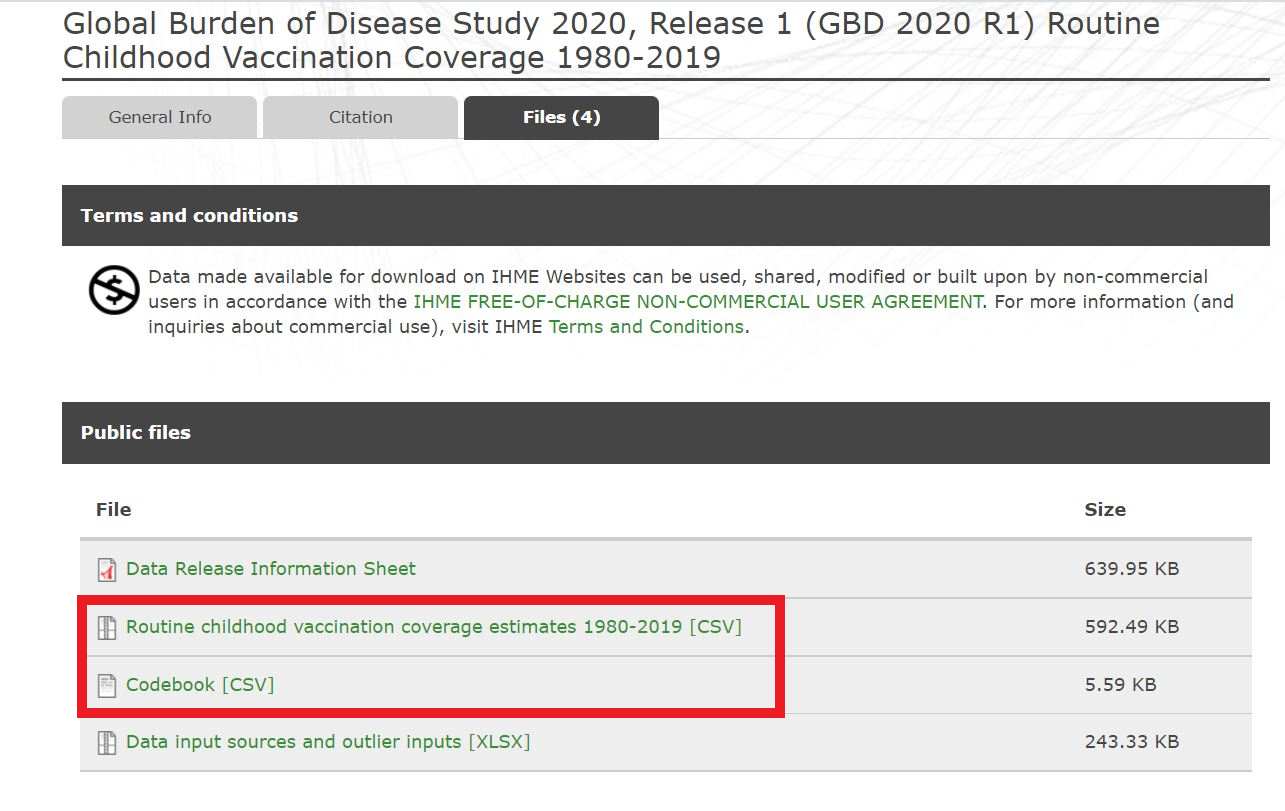 Global Burden of Disease Study 2020, Release 1 (GBD 2020 R1) Routine
Childhood Vaccination Coverage 1980-2019
General Info
Citation
Files (4)
Terms and conditions
Data made available for download on IHME Websites can be used, shared, modified or built upon by non-commercial
users in accordance with the IHME FREE-OF-CHARGE NON-COMMERCIAL USER AGREEMENT. For more information (and
inquiries about commercial use), visit IHME Terms and Conditions.
Public files
File Size
Data Release Information Sheet 639.95 KB
Routine childhood vaccination coverage estimates 1980-2019 [CSV] 592.49 KB
Codebook [CSV] 5.59 KB
Data input sources and outlier inputs [XLSX] 243.33 KB